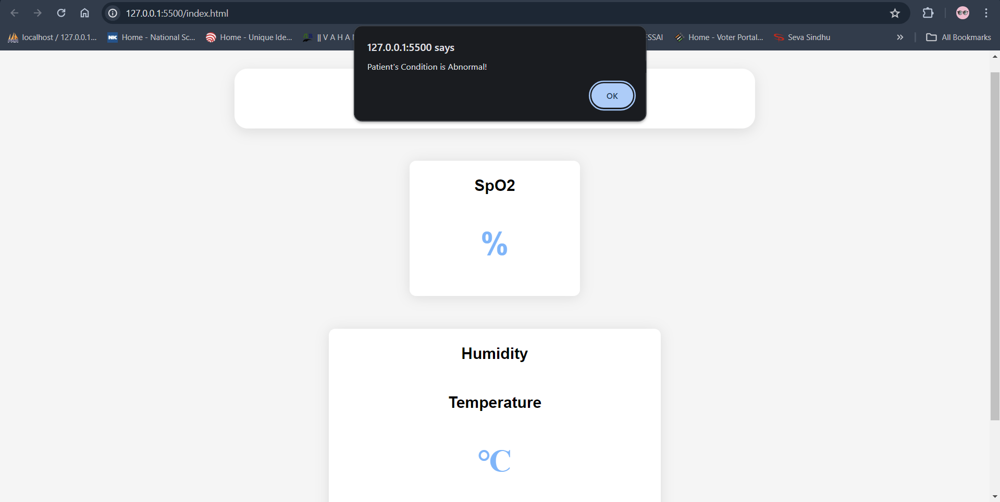 127.0.0.1:5500/index.html
localhost / 127.0.0.1...
NK Home - National Sc...
Home - Unique Ide...
|| V A H A
FSSAI
Home - Voter Portal...
Seva Sindhu
All Bookmarks
127.0.0.1:5500 says
Patient's Condition is Abnormal!
OK
SpO2
%
Humidity
Temperature
°C